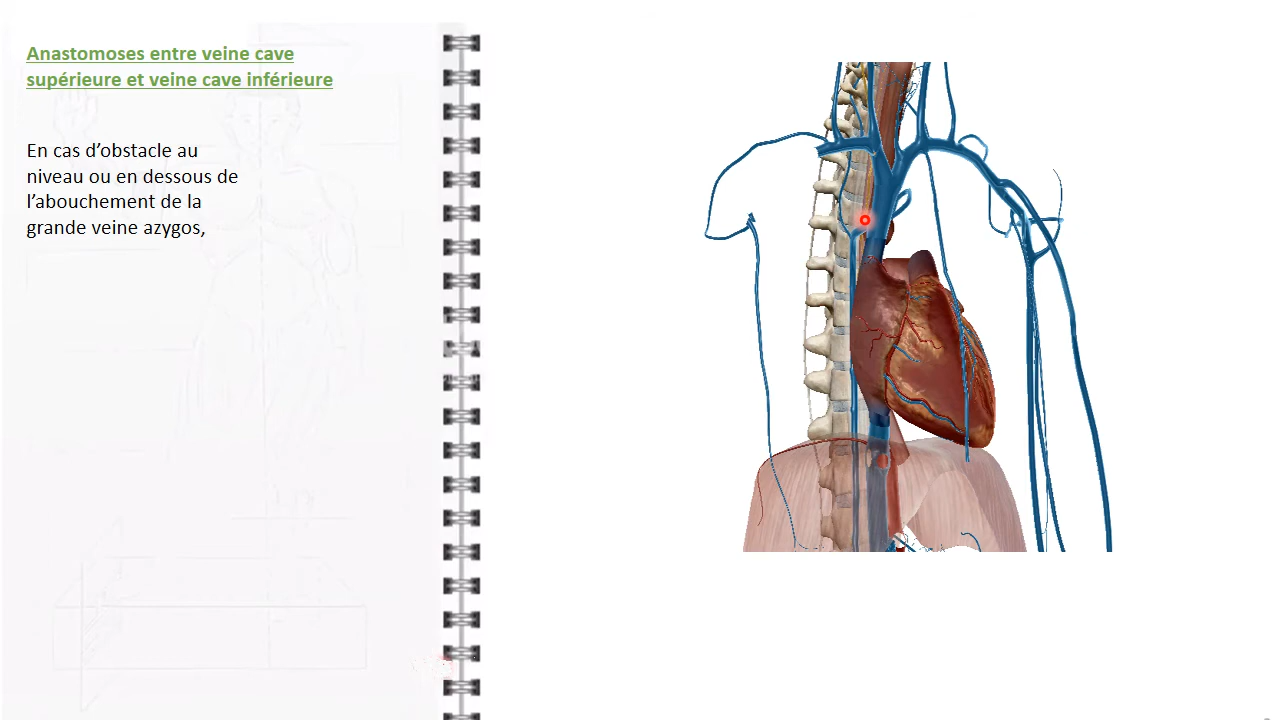 Anastomoses entre veine cave
supérieure et veine cave inférieure
En cas d’obstacle au
niveau ou en dessous de
l’abouchement de la
grande veine azygos,